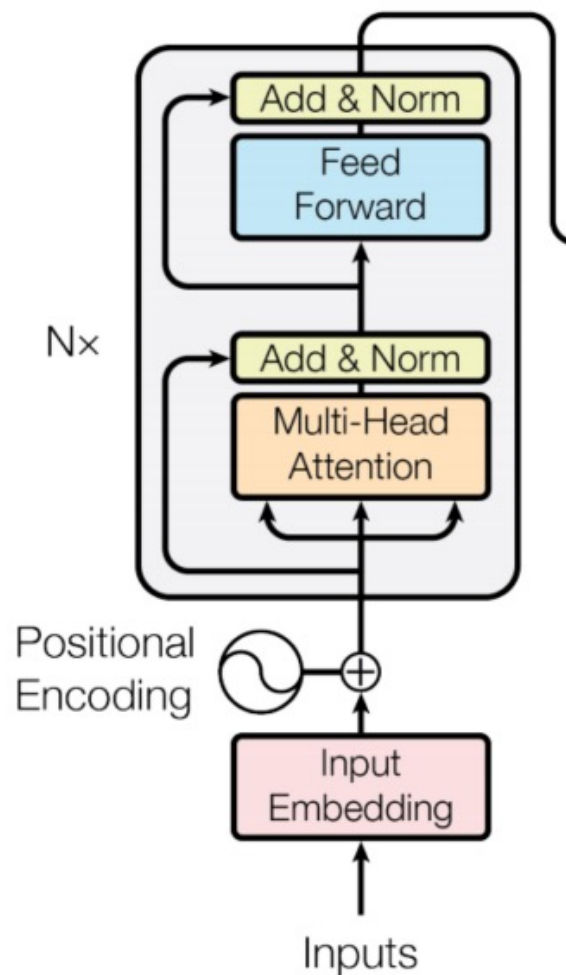 Add & Norm
Feed
Forward
Nx
Add & Norm
Multi-Head
Attention
Positional
Encoding
Input
Embedding
Inputs